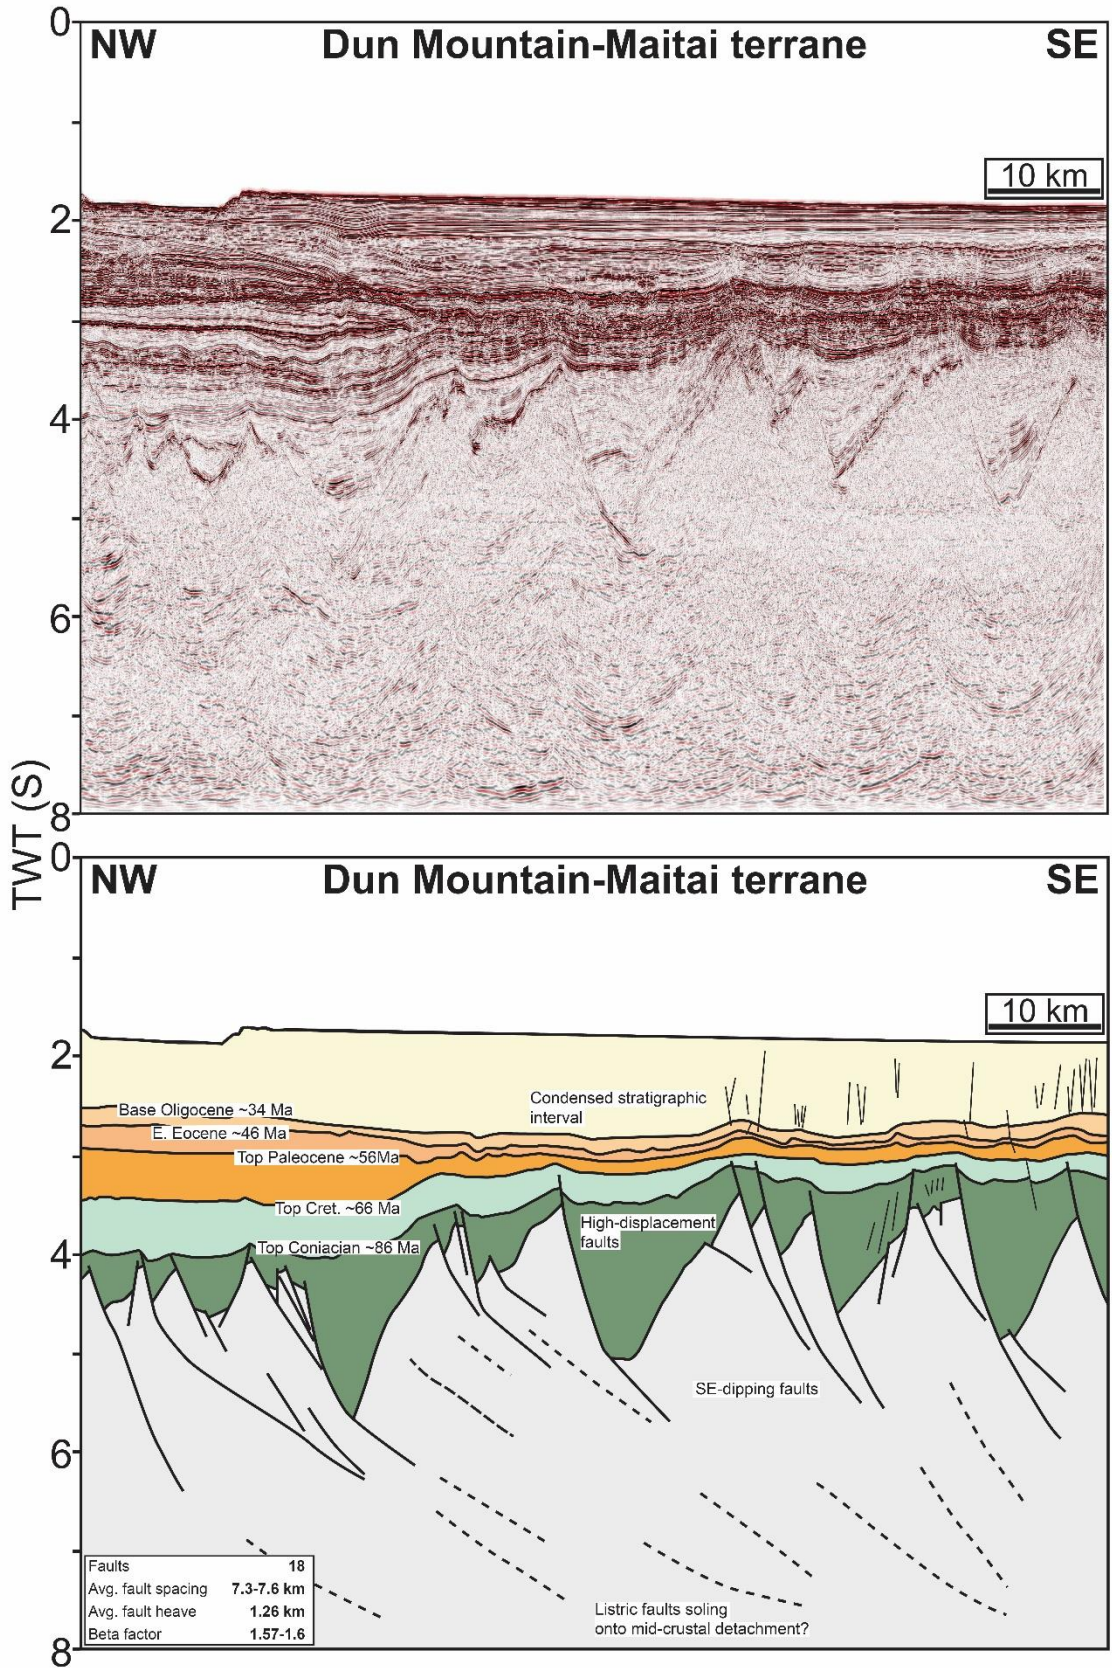 0
NW Dun Mountain-Maitai terrane SE
10 km
2
4
6
8
TWT (S)
0
NW Dun Mountain-Maitai terrane SE
10 km
2
Base Oligocene ~34 Ma
Condensed stratigraphic
interval
E. Eocene ~46 Ma
Top Paleocene ~56Ma
Top Cret. ~66 Ma
High-displacement
faults
Top Coniacian ~86 Ma
4
SE-dipping faults
6
Faults 18
Avg. fault spacing 7.3-7.6 km
Avg. fault heave 1.26 km
Beta factor 1.57-1.6
Listric faults soling
onto mid-crustal detachment?
8